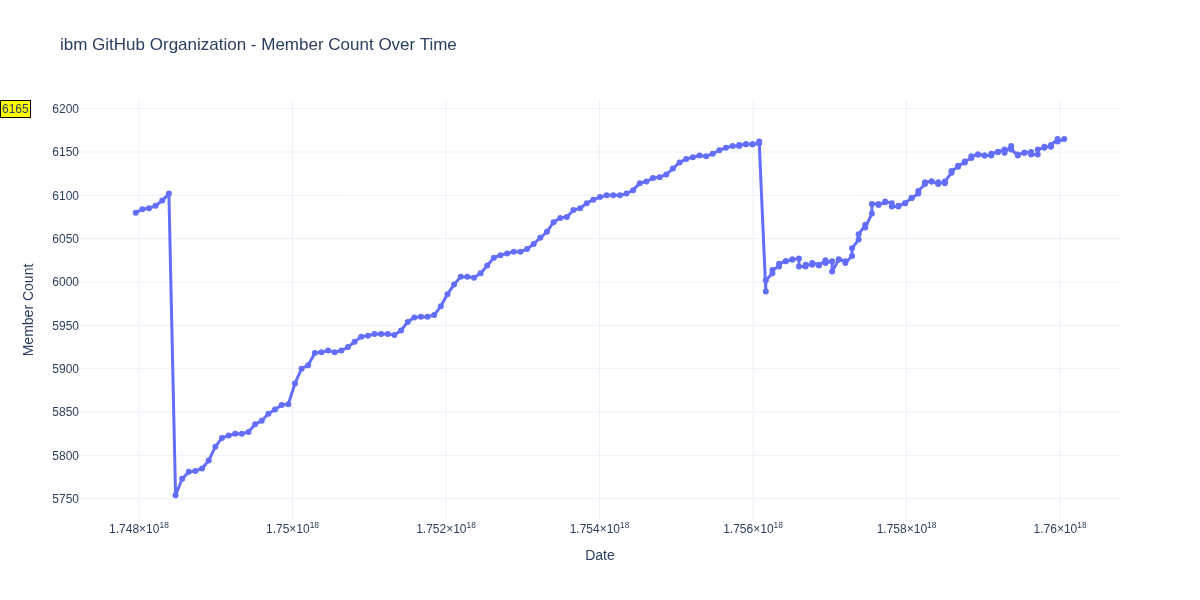 ibm GitHub Organization - Member Count Over Time
6165
6200
6150
6100
6050
6000
5950
5900
5850
5800
5750
Member Count
1.748×10¹⁸ 1.75×10¹⁸ 1.752×10¹⁸ 1.754×10¹⁸ 1.756×10¹⁸ 1.758×10¹⁸ 1.76×10¹⁸
Date